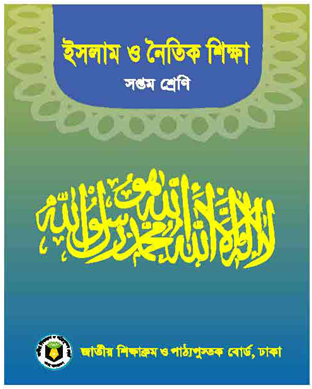 ইসলাম ও নৈতিক শিক্ষা
সপ্তম শ্রেণি
لا إله إلا الله محمد رسول الله
জাতীয় শিক্ষাক্রম ও পাঠ্যপুস্তক বোর্ড, ঢাকা